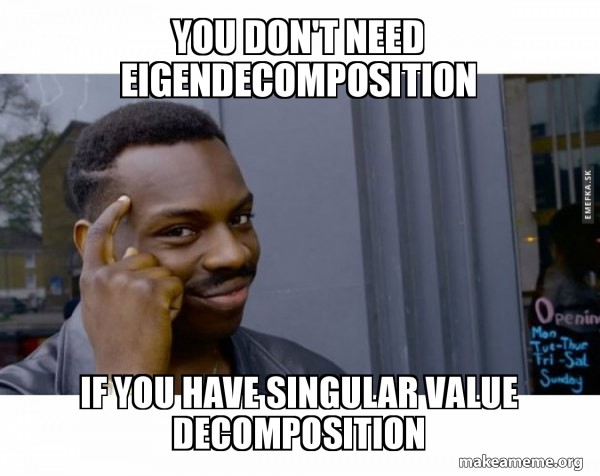 YOU DON'T NEED
EIGENDECOMPOSITION
EMEFKA.SK
Openin
Mon
Tue-Thur
Fri-Sat
Sunday
IF YOU HAVE SINGULAR VALUE
DECOMPOSITION
makeameme.org